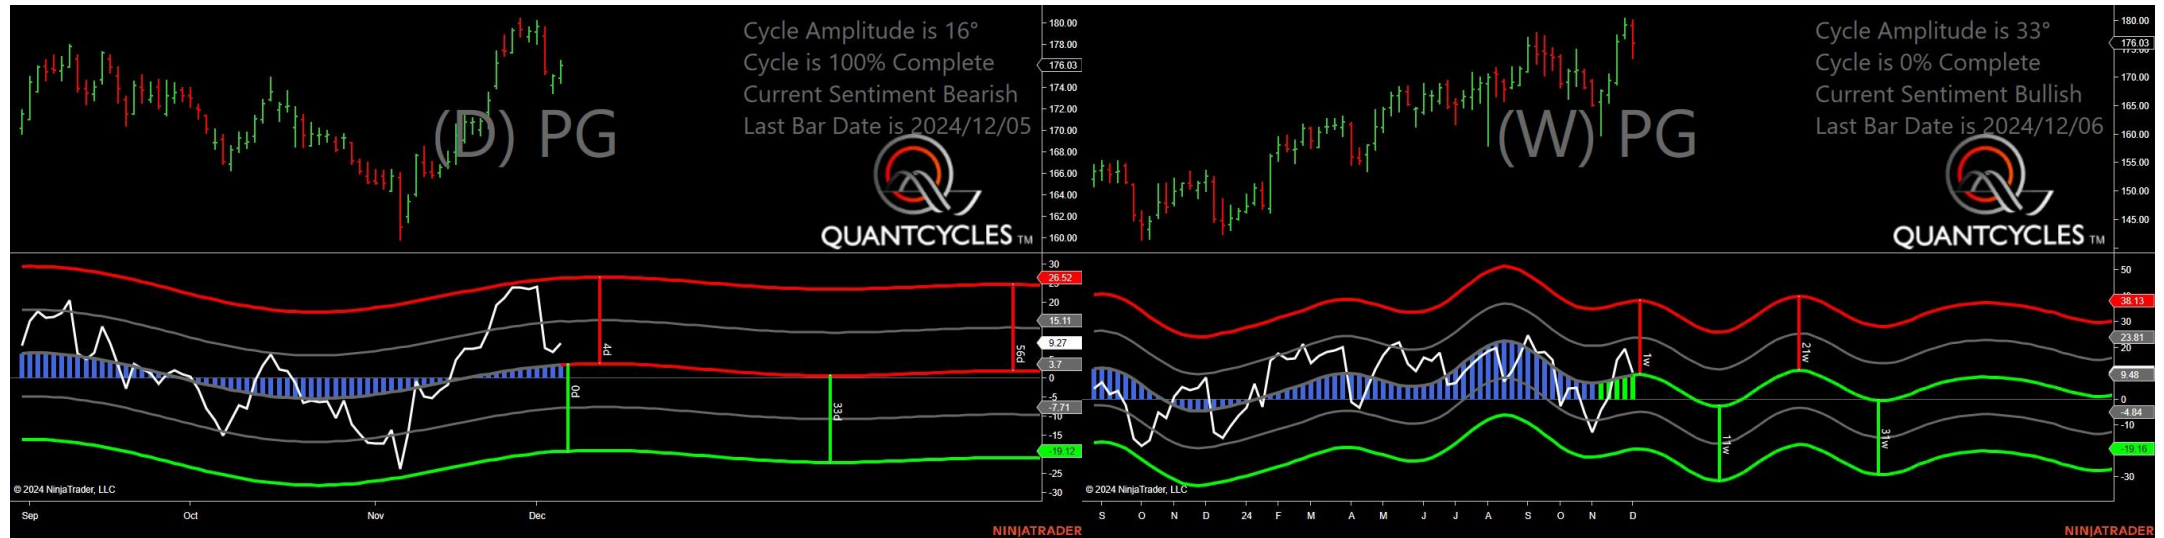 Cycle Amplitude is 16°
Cycle is 100% Complete
Current Sentiment Bearish
Last Bar Date is 2024/12/05
(D) PG
QUANTCYCLES TM
180.00
178.00
176.03
174.00
172.00
170.00
168.00
166.00
164.00
162.00
160.00
30
26.52
20
15.11
9.27
3.7
0
-5
-7.71
-10
-15
-19.12
-25
-30
4d
0d
33d
56d
© 2024 NinjaTrader, LLC
Sep Oct Nov Dec
NINJATRADER
Cycle Amplitude is 33°
Cycle is 0% Complete
Current Sentiment Bullish
Last Bar Date is 2024/12/06
(W) PG
QUANTCYCLES TM
180.00
176.03
170.00
165.00
160.00
155.00
150.00
145.00
50
38.13
30
23.81
20
9.48
0
-4.84
-10
-19.16
-30
1w
11w
21w
31w
© 2024 NinjaTrader, LLC
S O N D 24 F M A M J J A S O N D
NINJATRADER